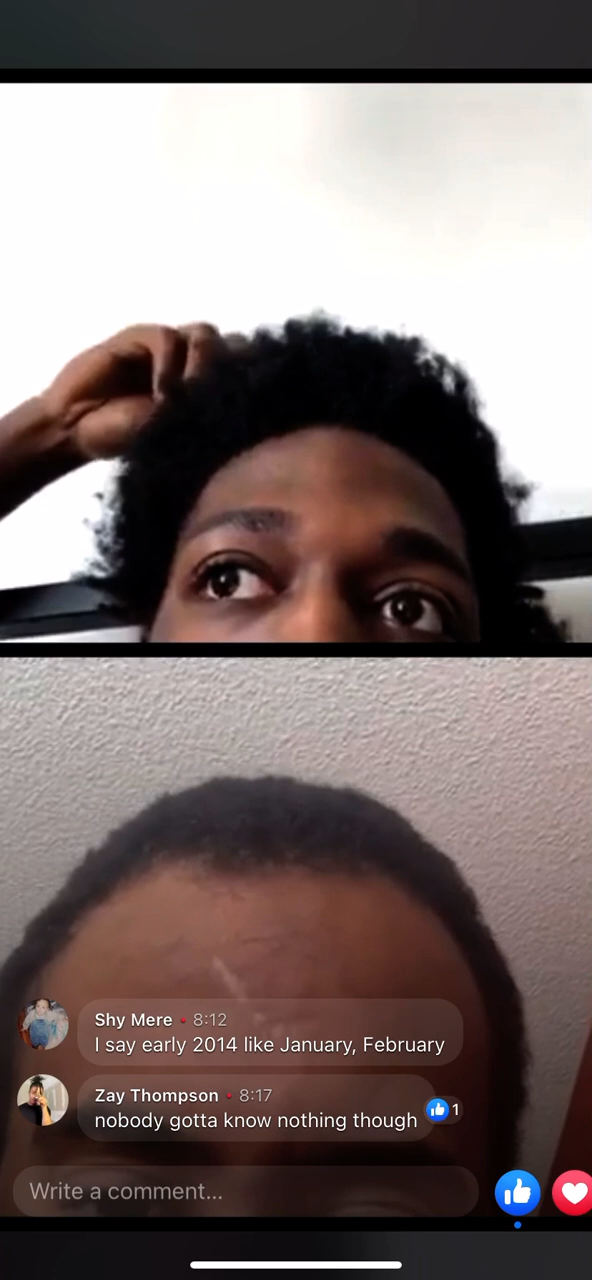 Shy Mere • 8:12
I say early 2014 like January, February
Zay Thompson • 8:17
nobody gotta know nothing though
1
Write a comment...